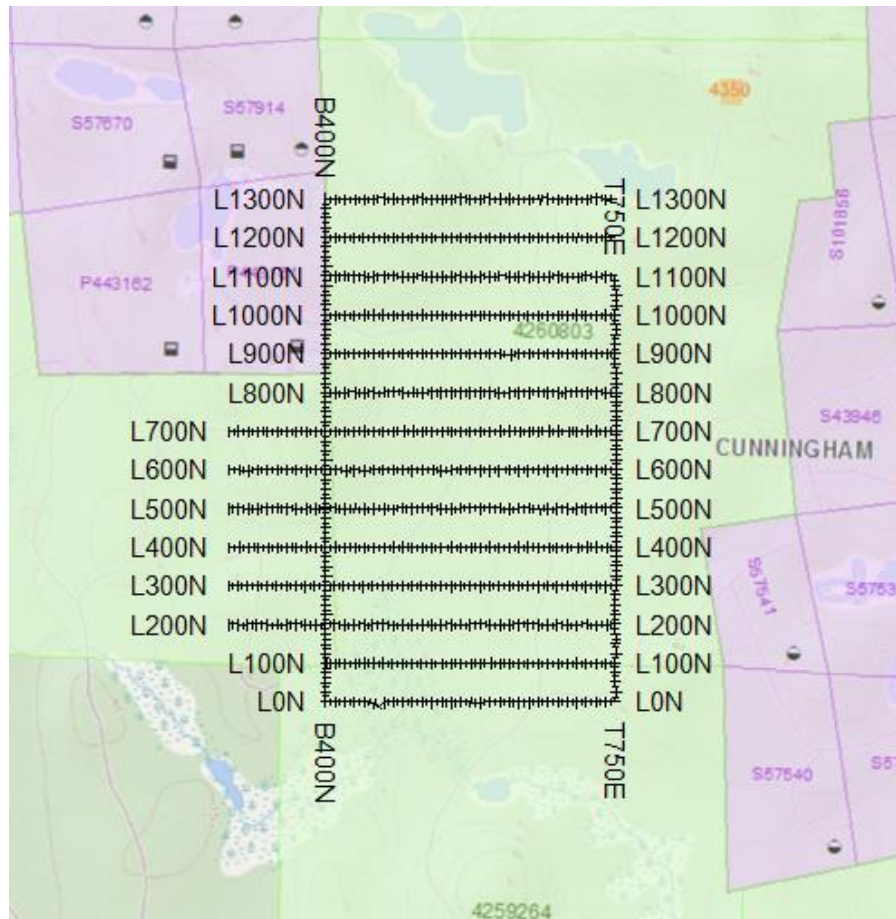 4350
S57914
S57670
B400N
L1300N
T750E
L1300N
S101856
L1200N
L1200N
P443162
L1100N
L1100N
L1000N
4260803
L1000N
L900N
L900N
L800N
L800N
S43946
L700N
L700N
CUNNINGHAM
L600N
L600N
L500N
L500N
L400N
L400N
L300N
S57541
L300N
L200N
L200N
L100N
L100N
L0N
L0N
B400N
T750E
S57540
4259264